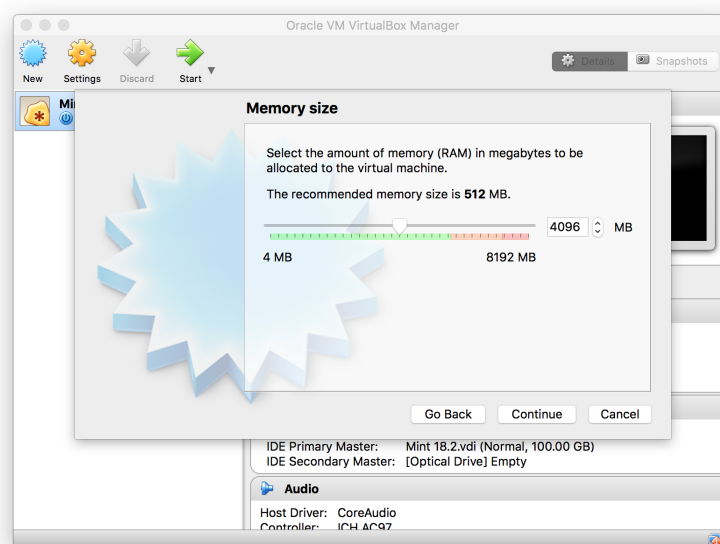 Oracle VM VirtualBox Manager
New Settings Discard Start
Details Snapshots
Memory size
Select the amount of memory (RAM) in megabytes to be
allocated to the virtual machine.
The recommended memory size is 512 MB.
4096 MB
4 MB 8192 MB
Go Back Continue Cancel
IDE Primary Master: Mint 18.2.vdi (Normal, 100.00 GB)
IDE Secondary Master: [Optical Drive] Empty
Audio
Host Driver: CoreAudio
Controller: ICH AC97